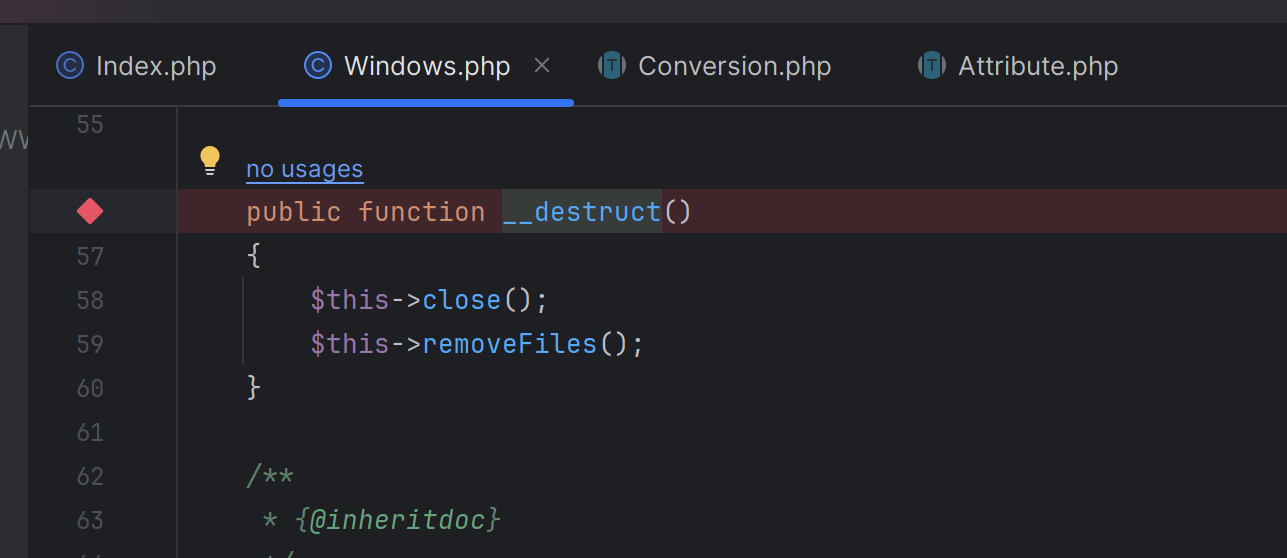 Index.php Windows.php Conversion.php Attribute.php
55
no usages
public function __destruct()
57 {
58 $this->close();
59 $this->removeFiles();
60 }
61
62 /**
63 * {@inheritdoc}
*/